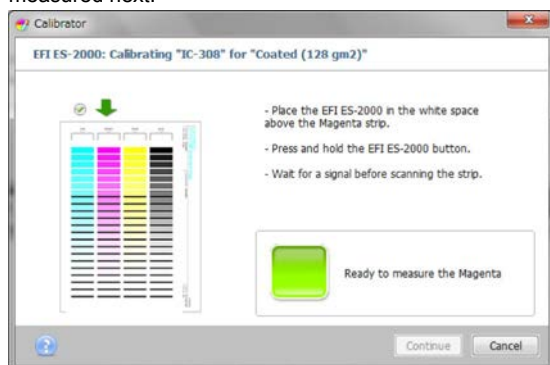 measured next.
Calibrator
EFI ES-2000: Calibrating "IC-308" for "Coated (128 gm2)"
- Place the EFI ES-2000 in the white space
above the Magenta strip.
- Press and hold the EFI ES-2000 button.
- Wait for a signal before scanning the strip.
Ready to measure the Magenta
Continue
Cancel